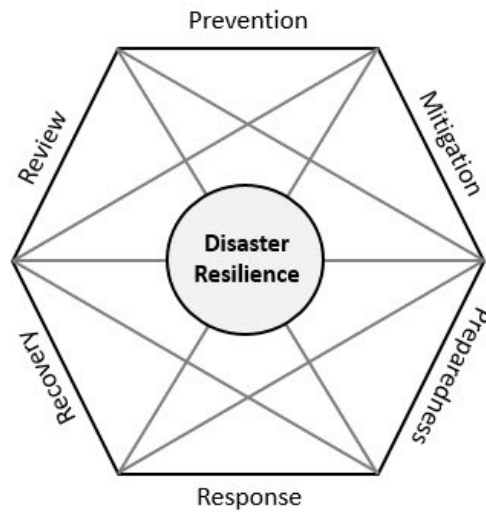 Prevention
Mitigation
Review
Disaster
Resilience
Preparedness
Recovery
Response